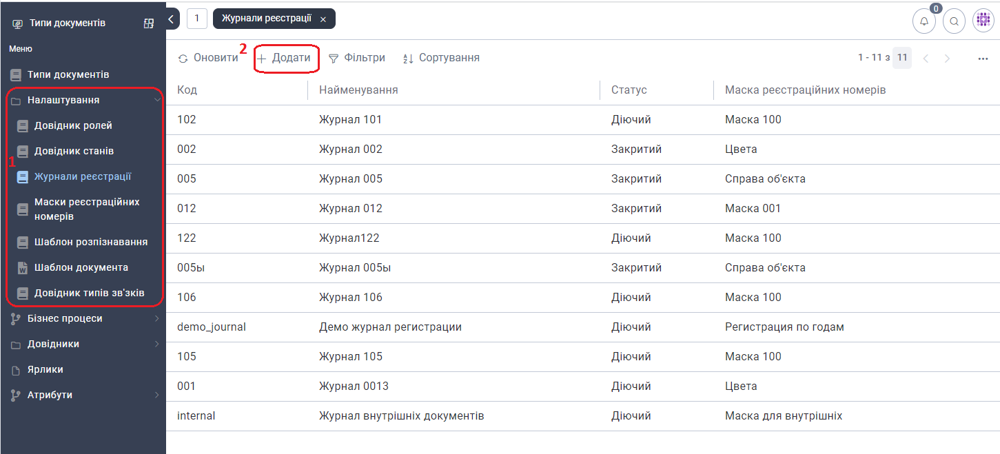 Типи документів
Меню
Типи документів
Налаштування
Довідник ролей
Довідник станів
1
Журнали реєстрації
Маски реєстраційних
номерів
Шаблон розпізнавання
Шаблон документа
Довідник типів зв'зків
Бізнес процеси
Довідники
Ярлики
Атрибути
1 Журнали реєстрації ×
0
Оновити 2 + Додати Фільтри Сортування 1 - 11 з 11 ...
Код Найменування Статус Маска реєстраційних номерів
102 Журнал 101 Діючий Маска 100
002 Журнал 002 Закритий Цвета
005 Журнал 005 Закритий Справа об'єкта
012 Журнал 012 Закритий Маска 001
122 Журнал122 Діючий Маска 100
005ы Журнал 005ы Закритий Справа об'єкта
106 Журнал 106 Діючий Маска 100
demo_journal Демо журнал регистрации Діючий Регистрация по годам
105 Журнал 105 Діючий Маска 100
001 Журнал 0013 Діючий Цвета
internal Журнал внутрішніх документів Діючий Маска для внутрішніх